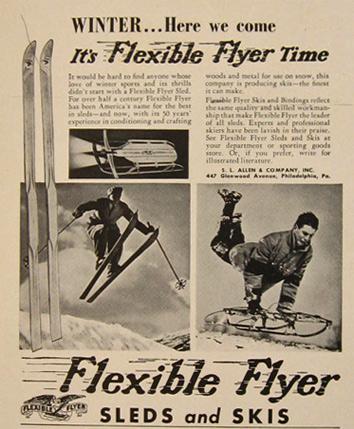 WINTER...Here we come
It's Flexible Flyer Time
It would be hard to find anyone whose
love of winter sports and its thrills
didn't start with a Flexible Flyer Sled.
For over half a century Flexible Flyer
has been America's name for the best
in sleds—and now, with its 50 years'
experience in conditioning and crafting
woods and metal for use on snow, this
company is producing skis—the finest
it can make.
Flexible Flyer Skis and Bindings reflect
the same quality and skilled workman-
ship that make Flexible Flyer the leader
of all sleds. Experts and professional
skiers have been lavish in their praise.
See Flexible Flyer Sleds and Skis at
your department or sporting goods
store. Or, if you prefer, write for
illustrated literature.
S. L. ALLEN & COMPANY, INC.
447 Glenwood Avenue, Philadelphia, Pa.
Flexible Flyer
FLEXIBLE FLYER
SLEDS and SKIS